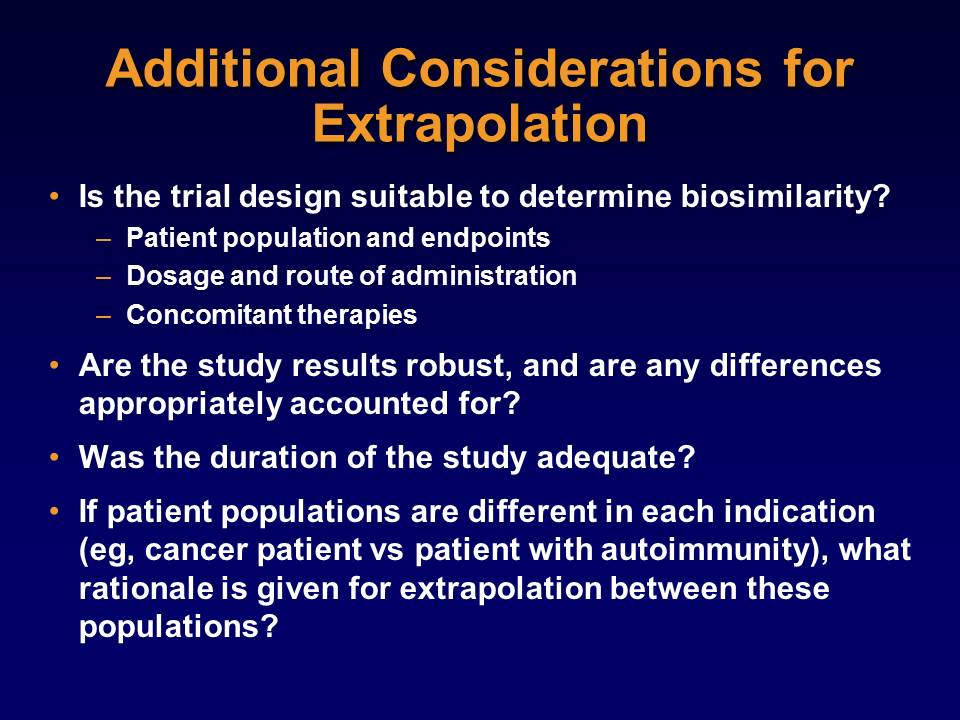 Additional Considerations for
Extrapolation
• Is the trial design suitable to determine biosimilarity?
– Patient population and endpoints
– Dosage and route of administration
– Concomitant therapies
• Are the study results robust, and are any differences
appropriately accounted for?
• Was the duration of the study adequate?
• If patient populations are different in each indication
(eg, cancer patient vs patient with autoimmunity), what
rationale is given for extrapolation between these
populations?